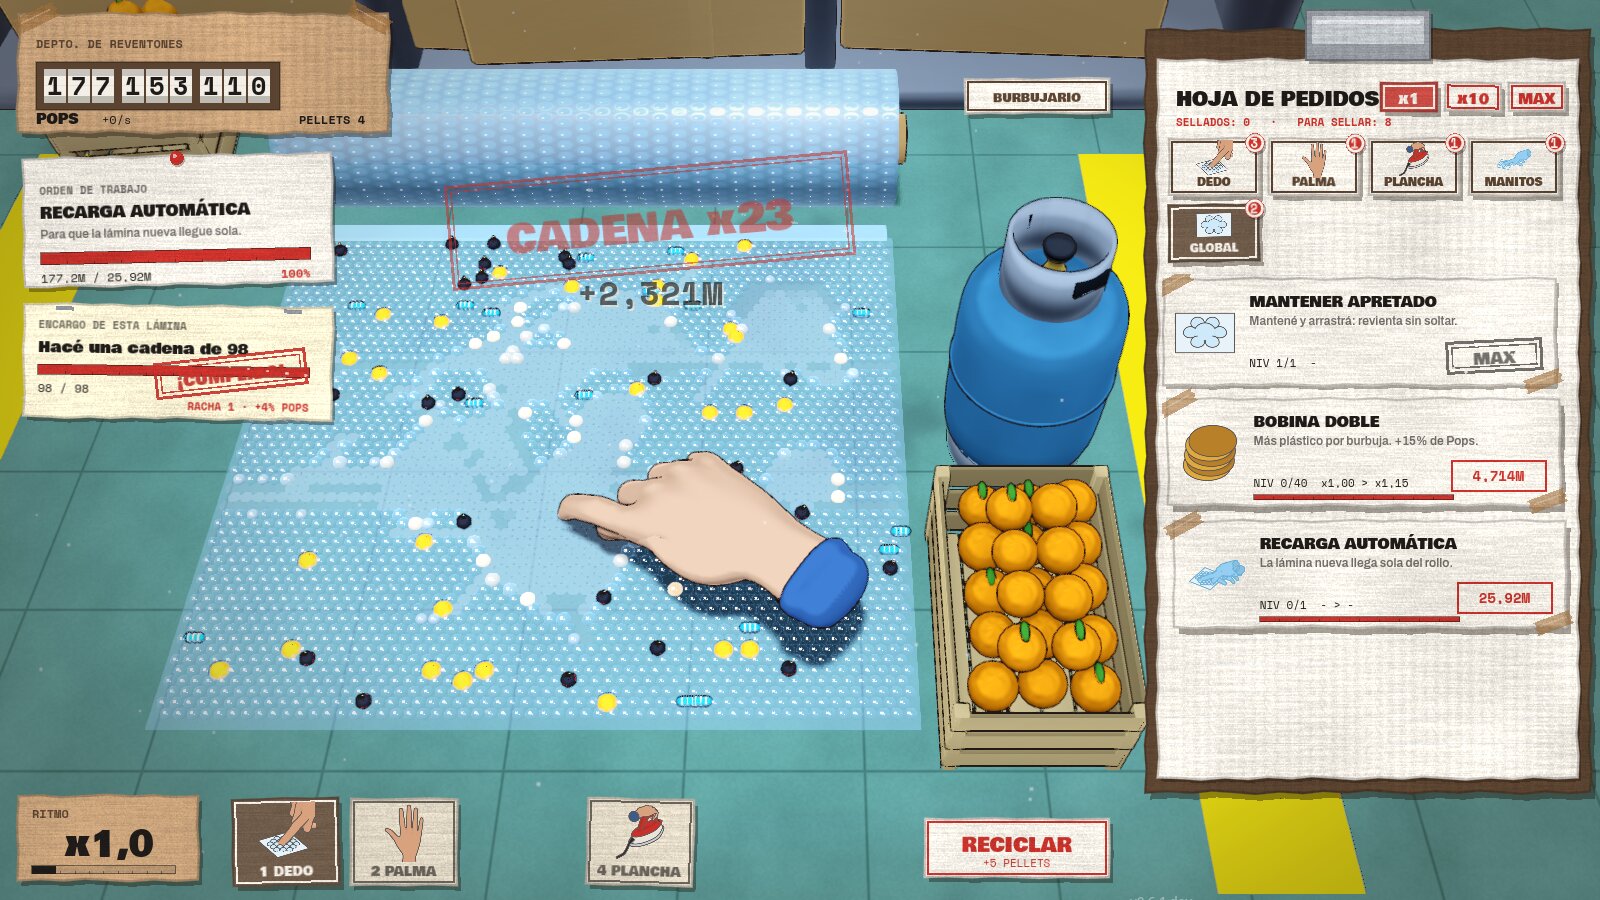 DEPTO. DE REVENTONES
177 153 110
POPS +0/s PELLETS 4
ORDEN DE TRABAJO
RECARGA AUTOMÁTICA
Para que la lámina nueva llegue sola.
177.2M / 25,92M 100%
ENCARGO DE ESTA LÁMINA
Hacé una cadena de 98
98 / 98
RACHA 1 · +4% POPS
CADENA x23
+2,321M
BURBUJARIO
HOJA DE PEDIDOS x1 x10 MAX
SELLADOS: 0 · PARA SELLAR: 8
3 1 1 1
DEDO PALMA PLANCHA MANITOS
2
GLOBAL
MANTENER APRETADO
Mantené y arrastrá: revienta sin soltar.
NIV 1/1 - MAX
BOBINA DOBLE
Más plástico por burbuja. +15% de Pops.
NIV 0/40 x1,00 > x1,15 4,714M
RECARGA AUTOMÁTICA
La lámina nueva llega sola del rollo.
NIV 0/1 - > - 25,92M
RITMO
x1,0
1 DEDO 2 PALMA 4 PLANCHA
RECICLAR
+5 PELLETS